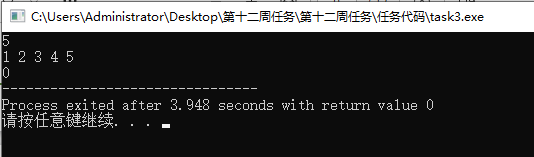 C:\Users\Administrator\Desktop\第十二周任务\第十二周任务\任务代码\task3.exe
5
1 2 3 4 5
0
--------------------------------
Process exited after 3.948 seconds with return value 0
请按任意键继续. . .